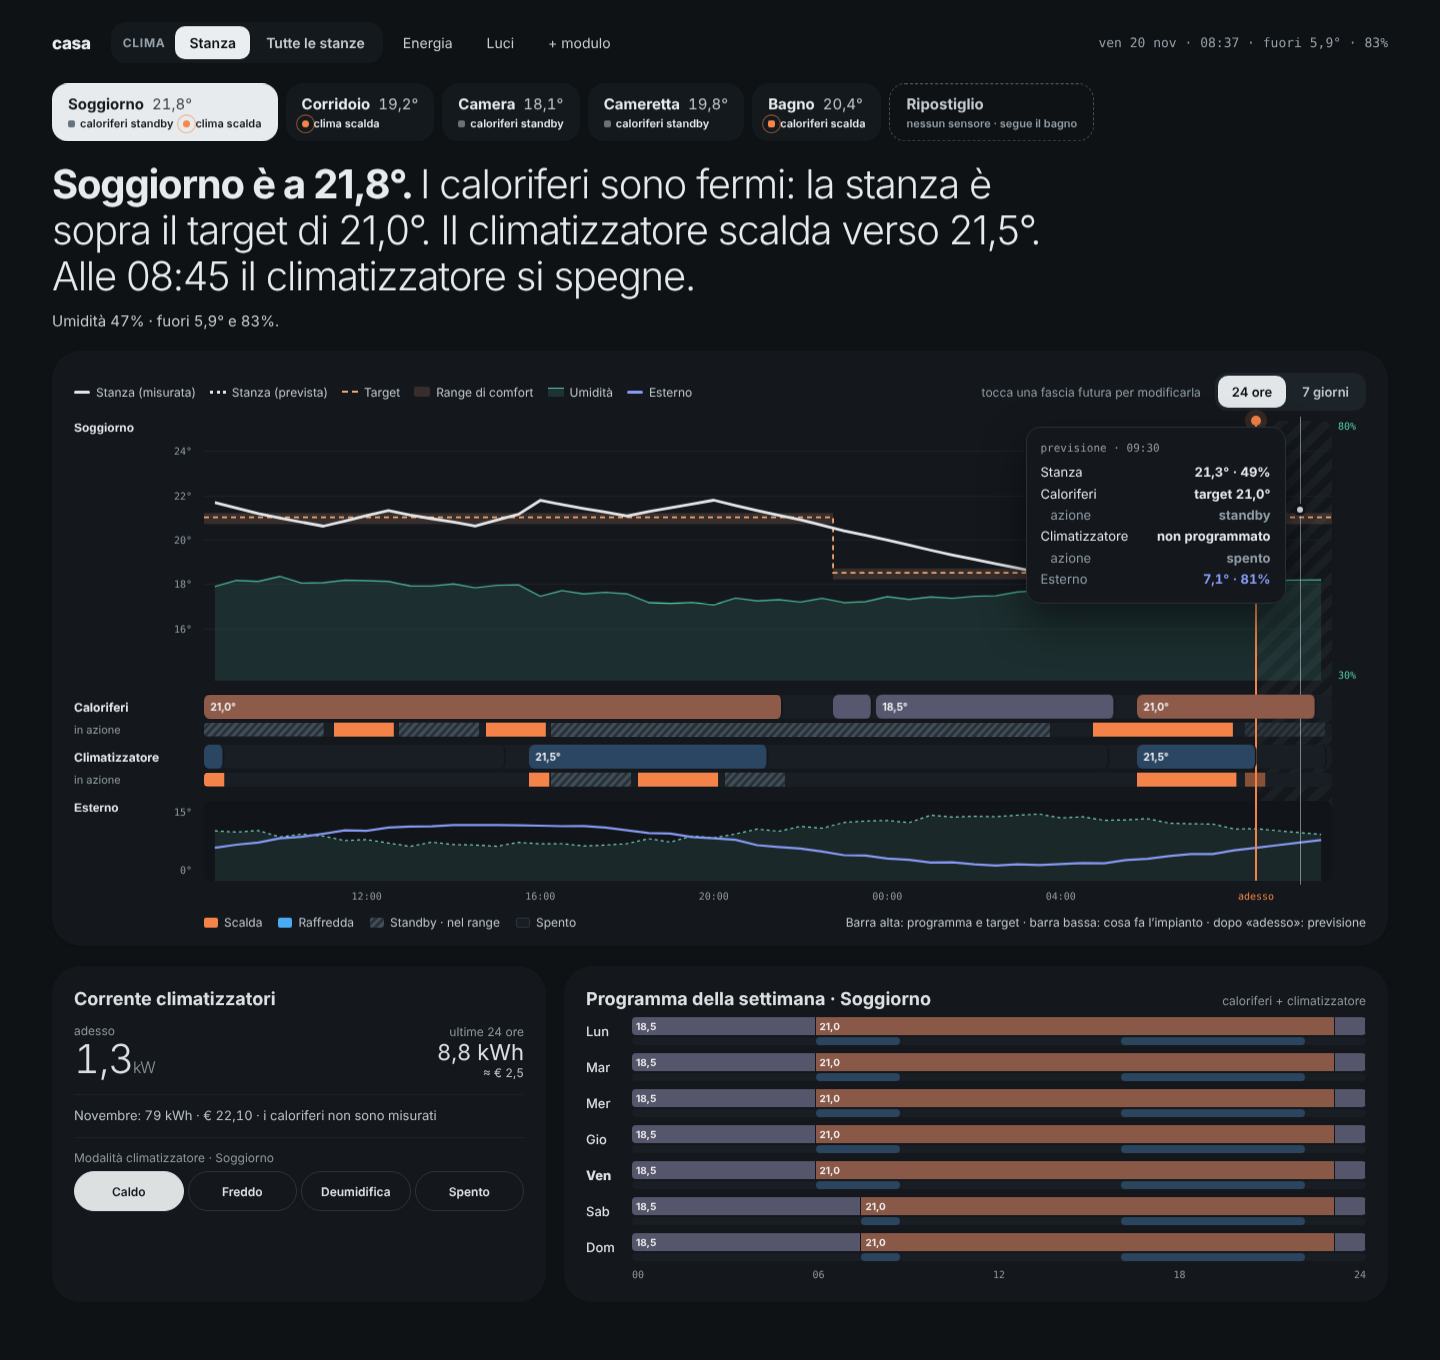 casa CLIMA Stanza Tutte le stanze Energia Luci + modulo ven 20 nov · 08:37 · fuori 5,9° · 83%
Soggiorno 21,8°
caloriferi standby clima scalda
Corridoio 19,2°
clima scalda
Camera 18,1°
caloriferi standby
Cameretta 19,8°
caloriferi standby
Bagno 20,4°
caloriferi scalda
Ripostiglio
nessun sensore · segue il bagno
Soggiorno è a 21,8°. I caloriferi sono fermi: la stanza è
sopra il target di 21,0°. Il climatizzatore scalda verso 21,5°.
Alle 08:45 il climatizzatore si spegne.
Umidità 47% · fuori 5,9° e 83%.
Stanza (misurata) Stanza (prevista) Target Range di comfort Umidità Esterno tocca una fascia futura per modificarla 24 ore 7 giorni
Soggiorno
80%
24°
22°
20°
18°
16°
30%
previsione · 09:30
Stanza 21,3° · 49%
Caloriferi target 21,0°
azione standby
Climatizzatore non programmato
azione spento
Esterno 7,1° · 81%
Caloriferi 21,0° 18,5° 21,0°
in azione
Climatizzatore 21,5° 21,5°
in azione
Esterno
15°
0°
12:00 16:00 20:00 00:00 04:00 adesso
Scalda Raffredda Standby · nel range Spento Barra alta: programma e target · barra bassa: cosa fa l'impianto · dopo «adesso»: previsione
Corrente climatizzatori
adesso
1,3 kW
ultime 24 ore
8,8 kWh
≈ € 2,5
Novembre: 79 kWh · € 22,10 · i caloriferi non sono misurati
Modalità climatizzatore · Soggiorno
Caldo Freddo Deumidifica Spento
Programma della settimana · Soggiorno caloriferi + climatizzatore
Lun 18,5 21,0
Mar 18,5 21,0
Mer 18,5 21,0
Gio 18,5 21,0
Ven 18,5 21,0
Sab 18,5 21,0
Dom 18,5 21,0
00 06 12 18 24